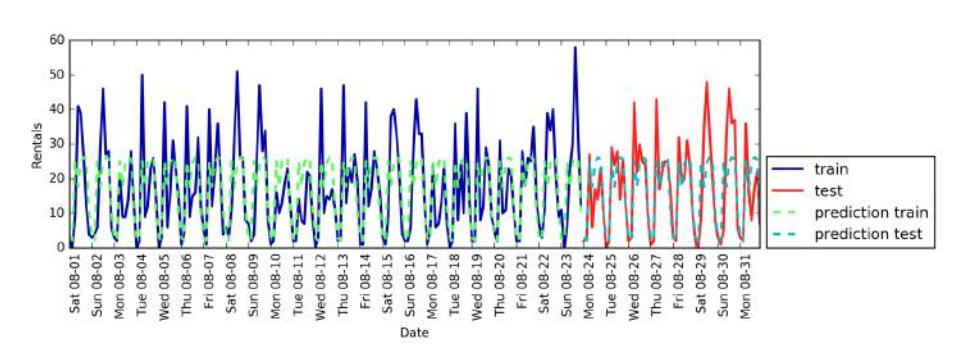 60
50
40
30
20
10
0
Rentals
Sat 08-01
Sun 08-02
Mon 08-03
Tue 08-04
Wed 08-05
Thu 08-06
Fri 08-07
Sat 08-08
Sun 08-09
Mon 08-10
Tue 08-11
Wed 08-12
Thu 08-13
Fri 08-14
Sat 08-15
Sun 08-16
Mon 08-17
Tue 08-18
Wed 08-19
Thu 08-20
Fri 08-21
Sat 08-22
Sun 08-23
Mon 08-24
Tue 08-25
Wed 08-26
Thu 08-27
Fri 08-28
Sat 08-29
Sun 08-30
Mon 08-31
Date
train
test
prediction train
prediction test